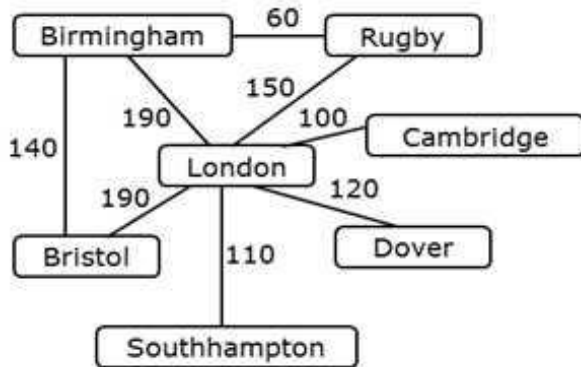 60
Birmingham
Rugby
150
190
100
Cambridge
140
London
190
120
Bristol
110
Dover
Southhampton